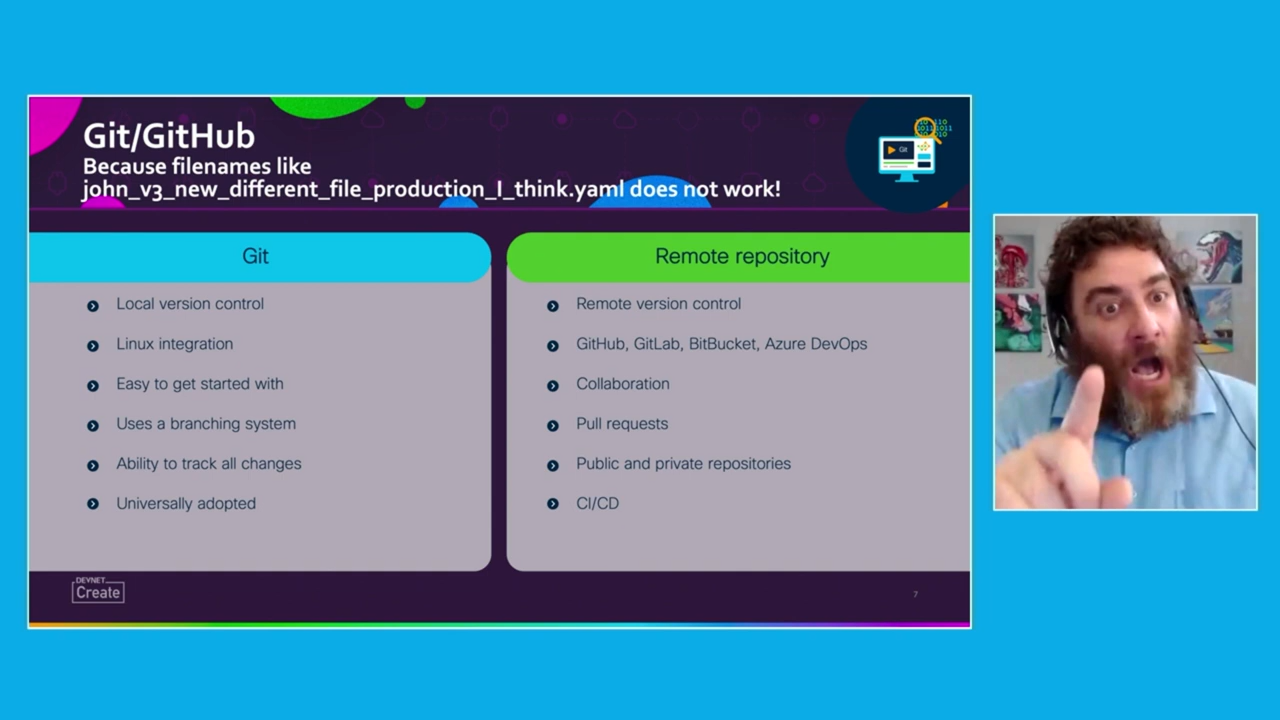 Git/GitHub
Because filenames like
john_v3_new_different_file_production_I_think.yaml does not work!
Git
Git
Local version control
Linux integration
Easy to get started with
Uses a branching system
Ability to track all changes
Universally adopted
Remote repository
Remote version control
GitHub, GitLab, BitBucket, Azure DevOps
Collaboration
Pull requests
Public and private repositories
CI/CD
DEVNET
Create
7